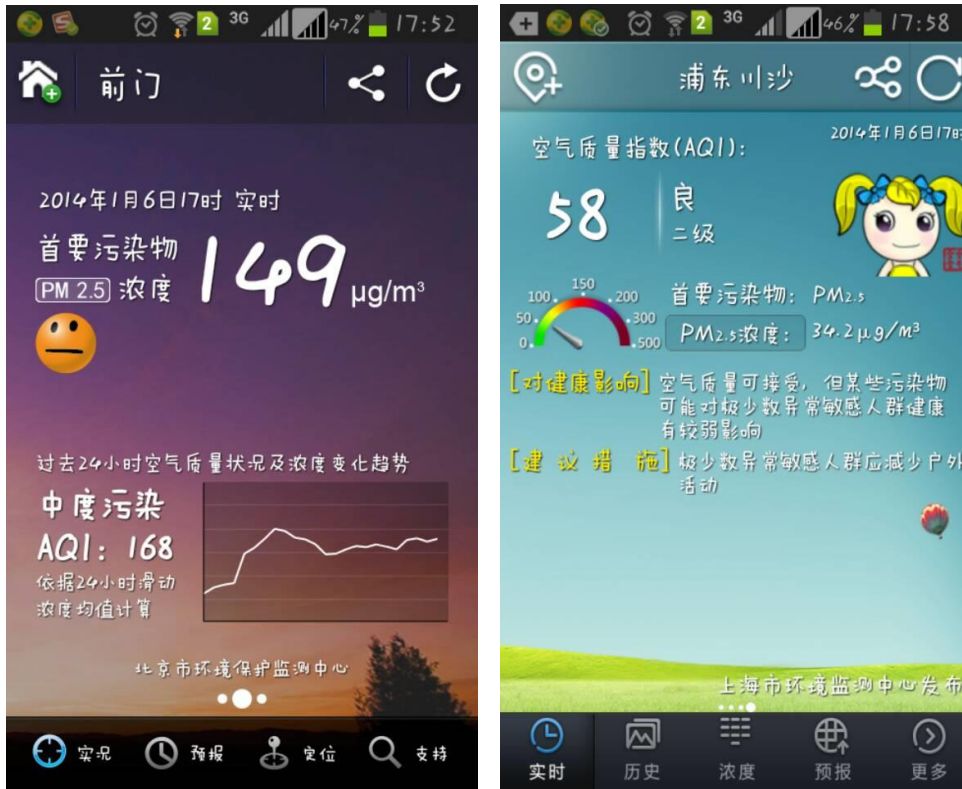 2
3G
47%
17:52
前门
2014年1月6日17时 实时
首要污染物
PM 2.5 浓度
149
μg/m³
过去24小时空气质量状况及浓度变化趋势
中度污染
AQI: 168
依据24小时滑动
浓度均值计算
北京市环境保护监测中心
实况
预报
定位
支持
2
3G
46%
17:58
浦东川沙
2014年1月6日17时
空气质量指数(AQI):
58
良
二级
0
50
100
150
200
300
500
首要污染物: PM2.5
PM2.5浓度: 34.2μg/m³
[对健康影响] 空气质量可接受, 但某些污染物
可能对极少数异常敏感人群健康
有较弱影响
[建 议 措 施] 极少数异常敏感人群应减少户外
活动
上海市环境监测中心发布
实时
历史
浓度
预报
更多